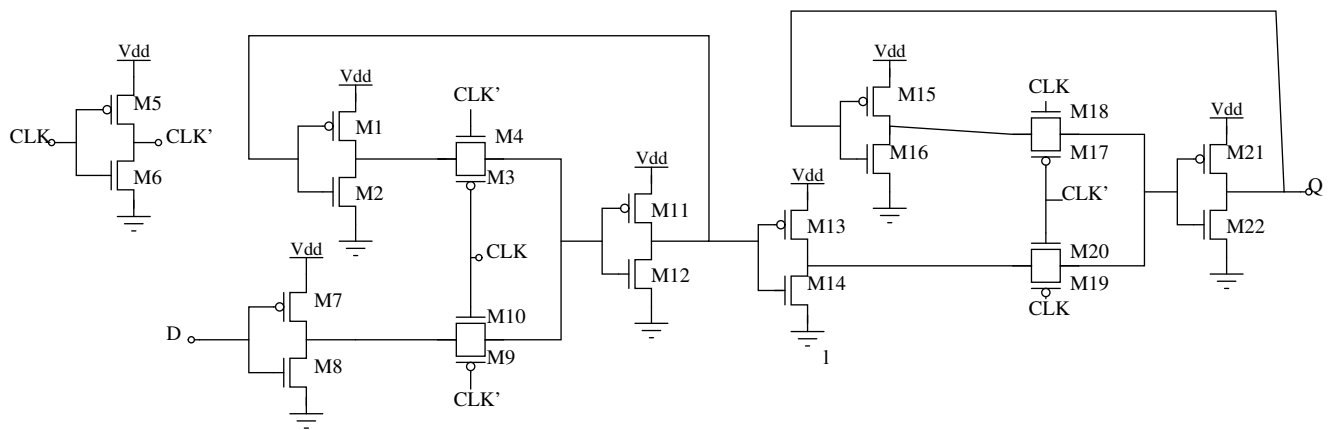 Vdd
M5
CLK
CLK'
M6
Vdd
M1
M2
CLK'
M4
M3
CLK
Vdd
M7
D
M8
M10
M9
CLK'
Vdd
M11
M12
Vdd
M13
M14
l
Vdd
M15
M16
CLK
M18
M17
CLK'
M20
M19
CLK
Vdd
M21
M22
Q